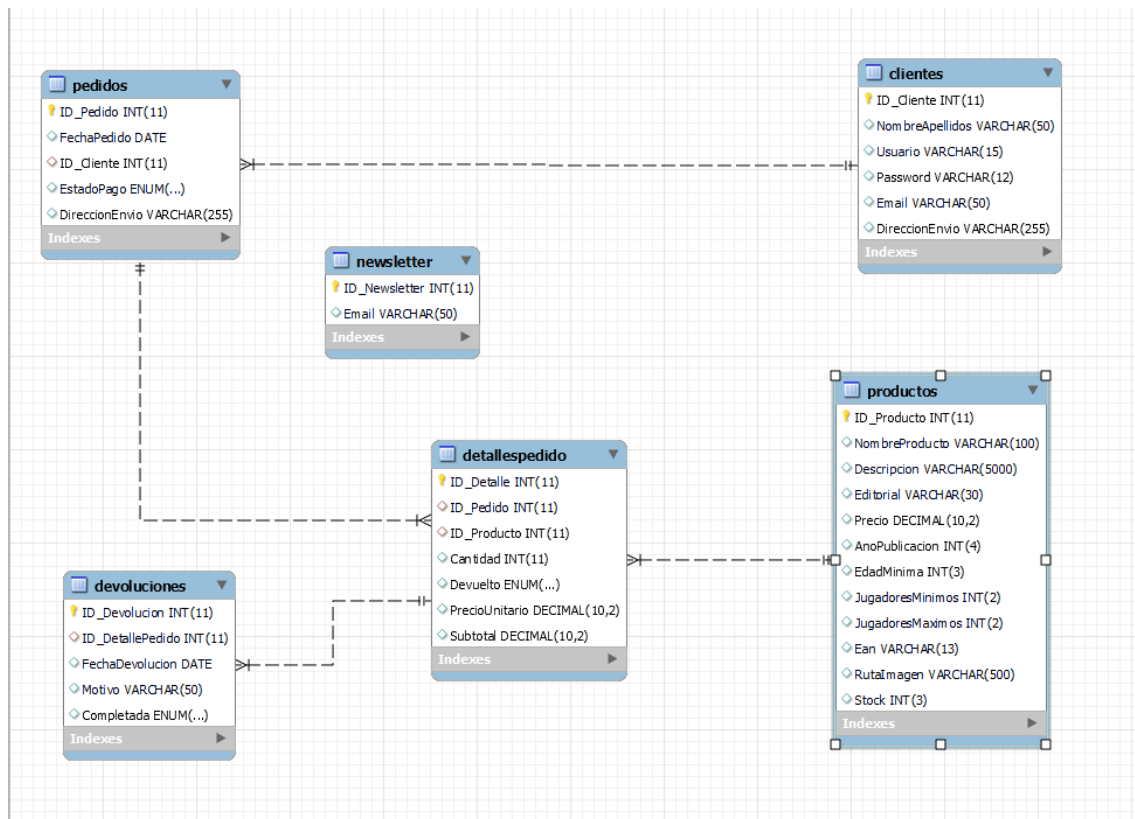 pedidos
ID_Pedido INT(11)
FechaPedido DATE
ID_Cliente INT(11)
EstadoPago ENUM(...)
DireccionEnvio VARCHAR(255)
Indexes
clientes
ID_Cliente INT(11)
NombreApellidos VARCHAR(50)
Usuario VARCHAR(15)
Password VARCHAR(12)
Email VARCHAR(50)
DireccionEnvio VARCHAR(255)
Indexes
newsletter
ID_Newsletter INT(11)
Email VARCHAR(50)
Indexes
productos
ID_Producto INT(11)
NombreProducto VARCHAR(100)
Descripcion VARCHAR(5000)
Editorial VARCHAR(30)
Precio DECIMAL(10,2)
AnoPublicacion INT(4)
EdadMinima INT(3)
JugadoresMinimos INT(2)
JugadoresMaximos INT(2)
Ean VARCHAR(13)
RutaImagen VARCHAR(500)
Stock INT(3)
Indexes
detallespedido
ID_Detalle INT(11)
ID_Pedido INT(11)
ID_Producto INT(11)
Cantidad INT(11)
Devuelto ENUM(...)
PrecioUnitario DECIMAL(10,2)
Subtotal DECIMAL(10,2)
Indexes
devoluciones
ID_Devolucion INT(11)
ID_DetallePedido INT(11)
FechaDevolucion DATE
Motivo VARCHAR(50)
Completada ENUM(...)
Indexes